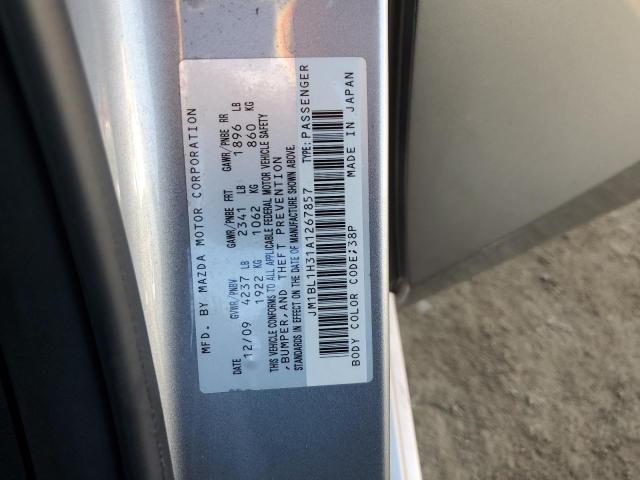 MFD. BY MAZDA MOTOR CORPORATION
DATE GVWR/PNBV GAWR/PNBE FRT GAWR/PNBE RR
12/09 4237 LB 2341 LB 1896 LB
1922 KG 1062 KG 860 KG
THIS VEHICLE CONFORMS TO ALL APPLICABLE FEDERAL MOTOR VEHICLE SAFETY
,BUMPER,AND THEFT PREVENTION
STANDARDS IN EFFECT ON THE DATE OF MANUFACTURE SHOWN ABOVE.
JM1BL1H31A1267857 TYPE:PASSENGER
BODY COLOR CODE:38P MADE IN JAPAN